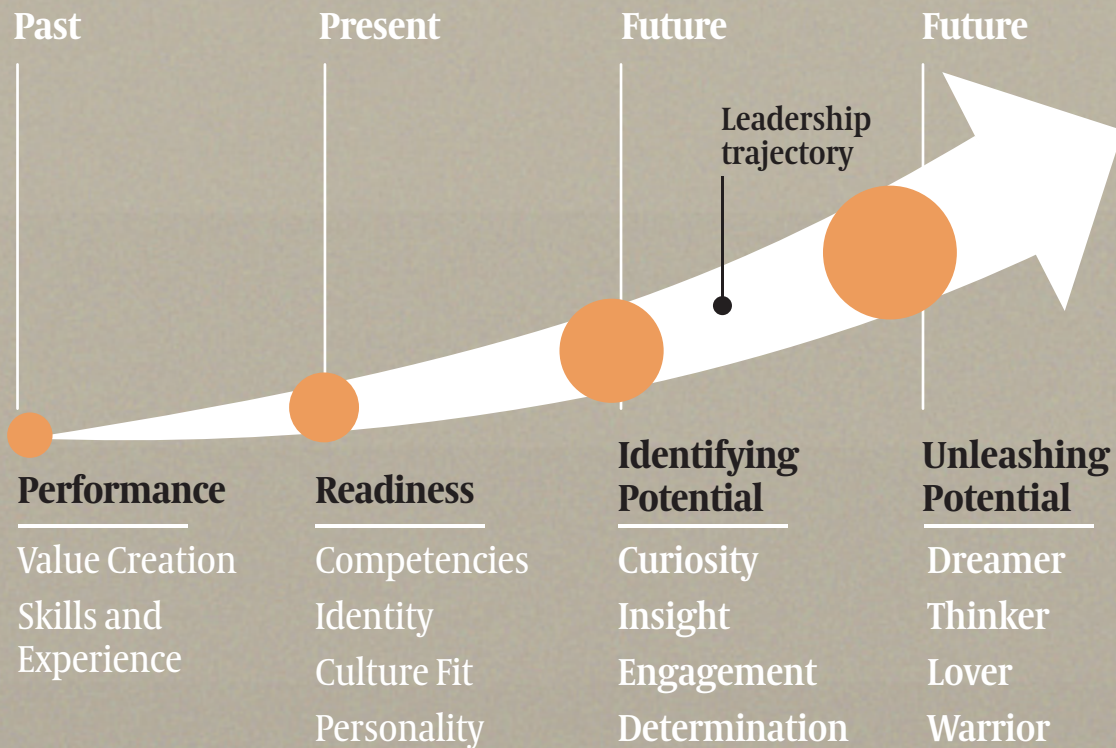 Past
Present
Future
Future
Leadership
trajectory
Performance
Value Creation
Skills and
Experience
Readiness
Competencies
Identity
Culture Fit
Personality
Identifying
Potential
Curiosity
Insight
Engagement
Determination
Unleashing
Potential
Dreamer
Thinker
Lover
Warrior